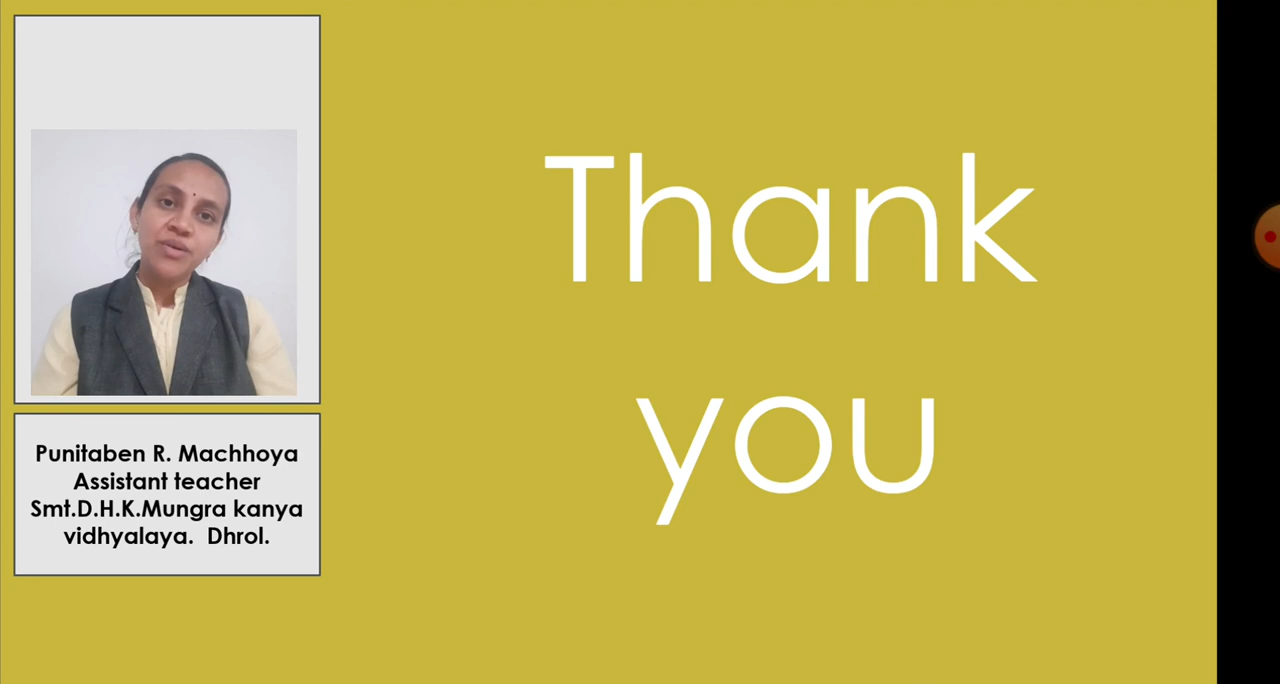 Thank
you
Punitaben R. Machhoya
Assistant teacher
Smt.D.H.K.Mungra kanya
vidhyalaya.  Dhrol.